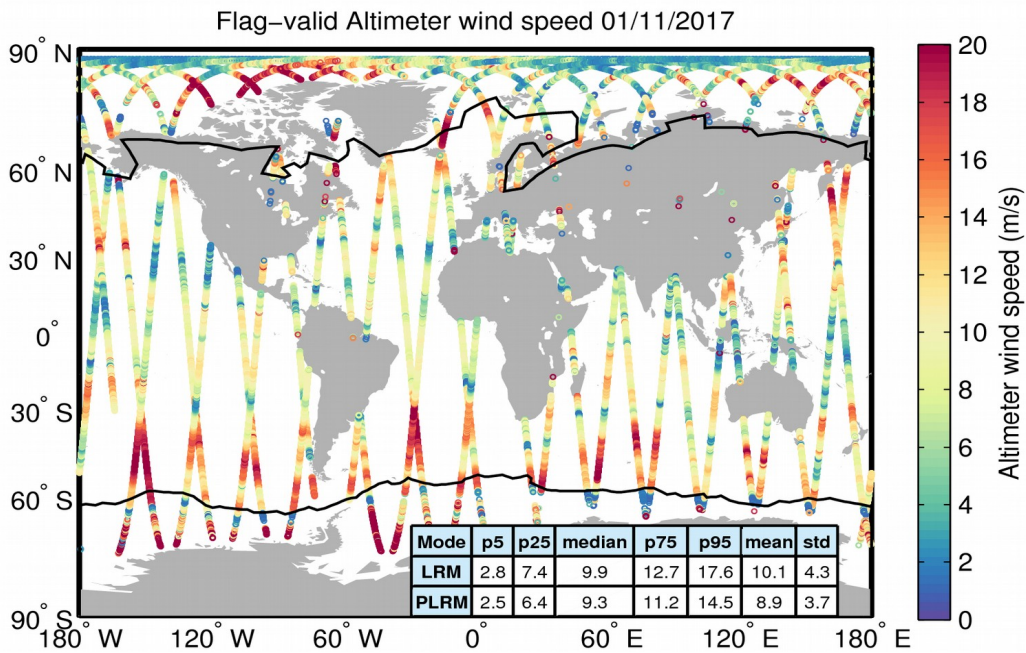 Flag–valid Altimeter wind speed 01/11/2017
90° N
60° N
30° N
0°
30° S
60° S
90° S
180° W
120° W
60° W
0°
60° E
120° E
180° E
Mode p5 p25 median p75 p95 mean std
LRM 2.8 7.4 9.9 12.7 17.6 10.1 4.3
PLRM 2.5 6.4 9.3 11.2 14.5 8.9 3.7
20
18
16
14
12
10
8
6
4
2
0
Altimeter wind speed (m/s)